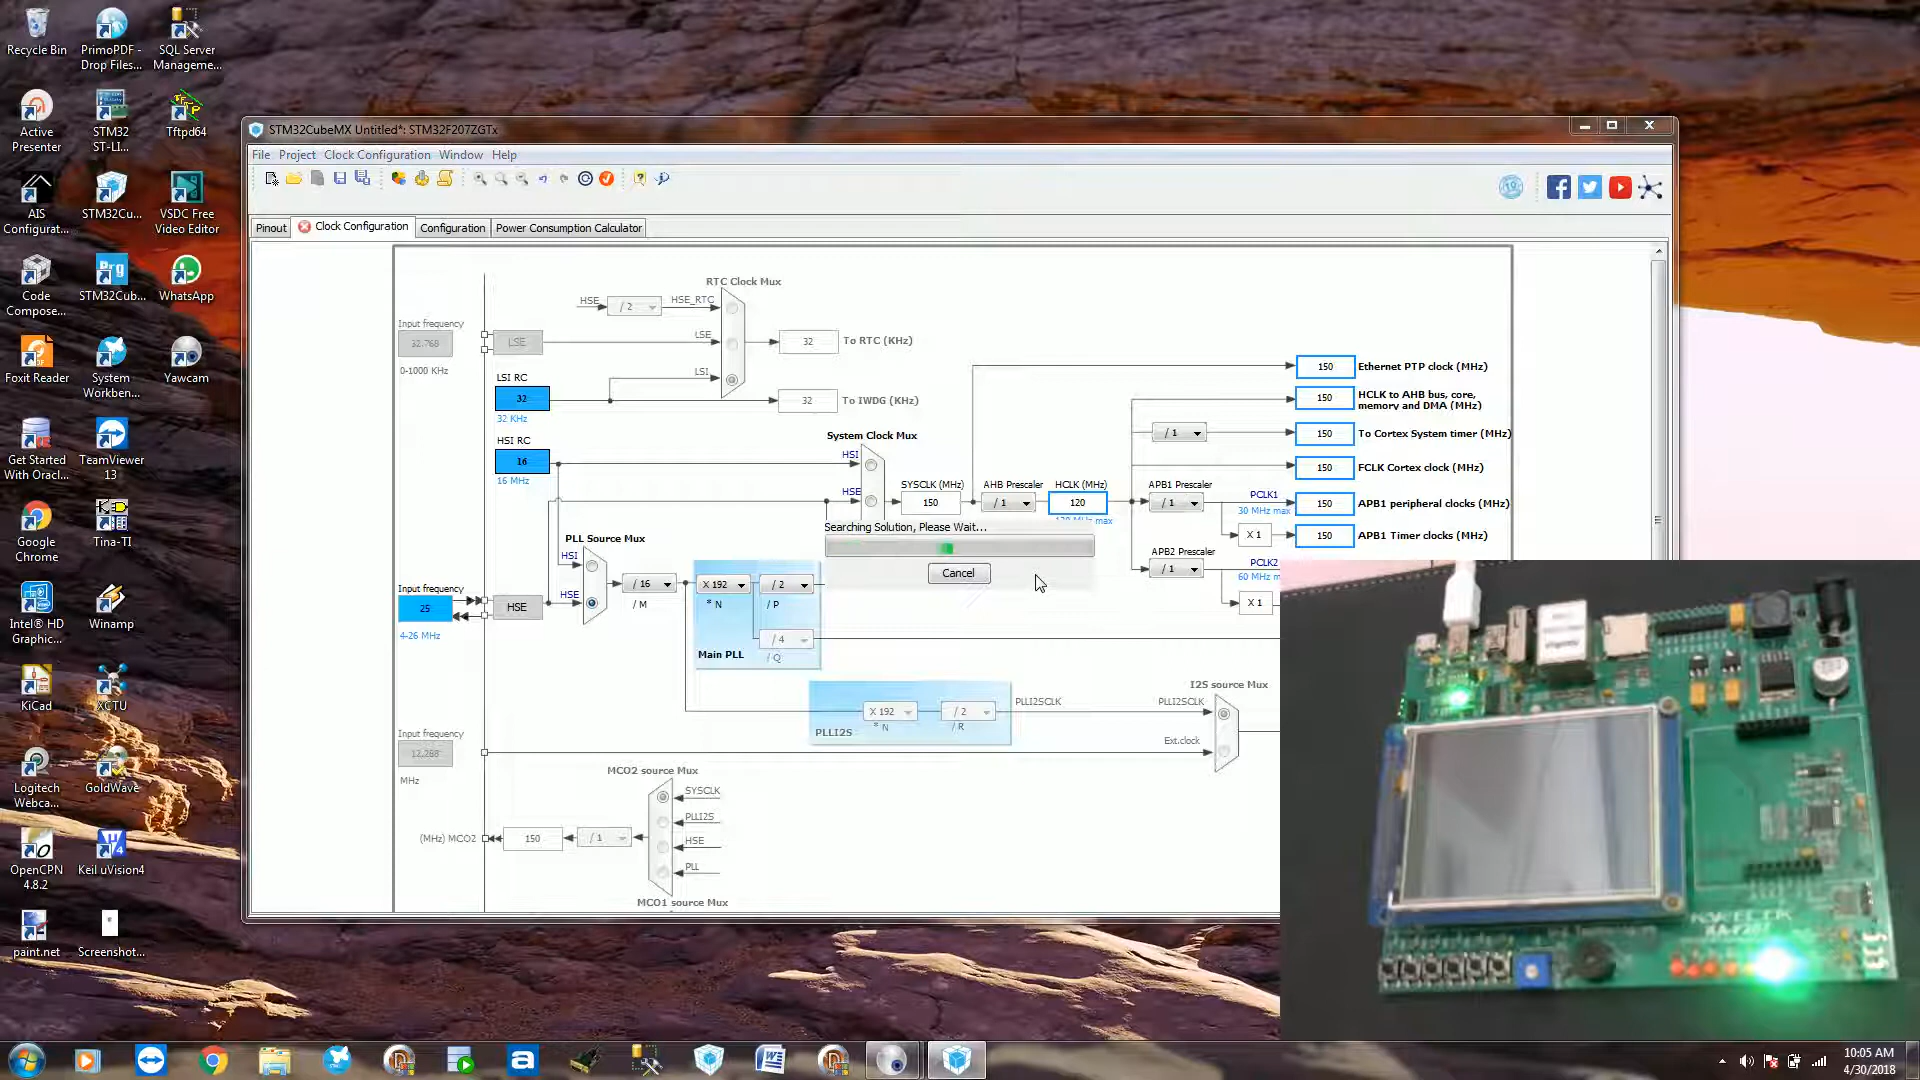 Recycle Bin
PrimoPDF -
Drop Files...
SQL Server
Manageme...
Active
Presenter
STM32
ST-LI...
Tftpd64
AIS
Configurat...
STM32Cu...
VSDC Free
Video Editor
Code
Compose...
STM32Cub...
WhatsApp
Foxit Reader
System
Workben...
Yawcam
Get Started
With Oracl...
TeamViewer
13
Google
Chrome
Tina-TI
Intel® HD
Graphic...
Winamp
KiCad
XCTU
Logitech
Webca...
GoldWave
OpenCPN
4.8.2
Keil uVision4
paint.net
Screenshot...
STM32CubeMX Untitled*: STM32F207ZGTx
File Project Clock Configuration Window Help
Pinout Clock Configuration Configuration Power Consumption Calculator
RTC Clock Mux
HSE / 2 HSE_RTC
Input frequency
32.768
LSE
LSE
32
To RTC (KHz)
0-1000 KHz
LSI RC
LSI
32
32
To IWDG (KHz)
32 KHz
HSI RC
16
16 MHz
System Clock Mux
HSI
HSE
SYSCLK (MHz)
150
AHB Prescaler
/ 1
HCLK (MHz)
120
APB1 Prescaler
/ 1
PCLK1
30 MHz max
X 1
APB2 Prescaler
/ 1
PCLK2
60 MHz m
X 1
150 Ethernet PTP clock (MHz)
150 HCLK to AHB bus, core,
memory and DMA (MHz)
/ 1 150 To Cortex System timer (MHz)
150 FCLK Cortex clock (MHz)
150 APB1 peripheral clocks (MHz)
150 APB1 Timer clocks (MHz)
Searching Solution, Please Wait...
Cancel
PLL Source Mux
HSI
HSE
/ 16
/ M
X 192
* N
/ 2
/ P
/ 4
/ Q
Main PLL
Input frequency
25
HSE
4-26 MHz
X 192
* N
/ 2
/ R
PLLI2S
PLLI2SCLK
I2S source Mux
PLLI2SCLK
Ext.clock
Input frequency
12.288
MHz
MCO2 source Mux
SYSCLK
PLLI2S
HSE
PLL
(MHz) MCO2 150 / 1
MCO1 source Mux
10:05 AM
4/30/2018